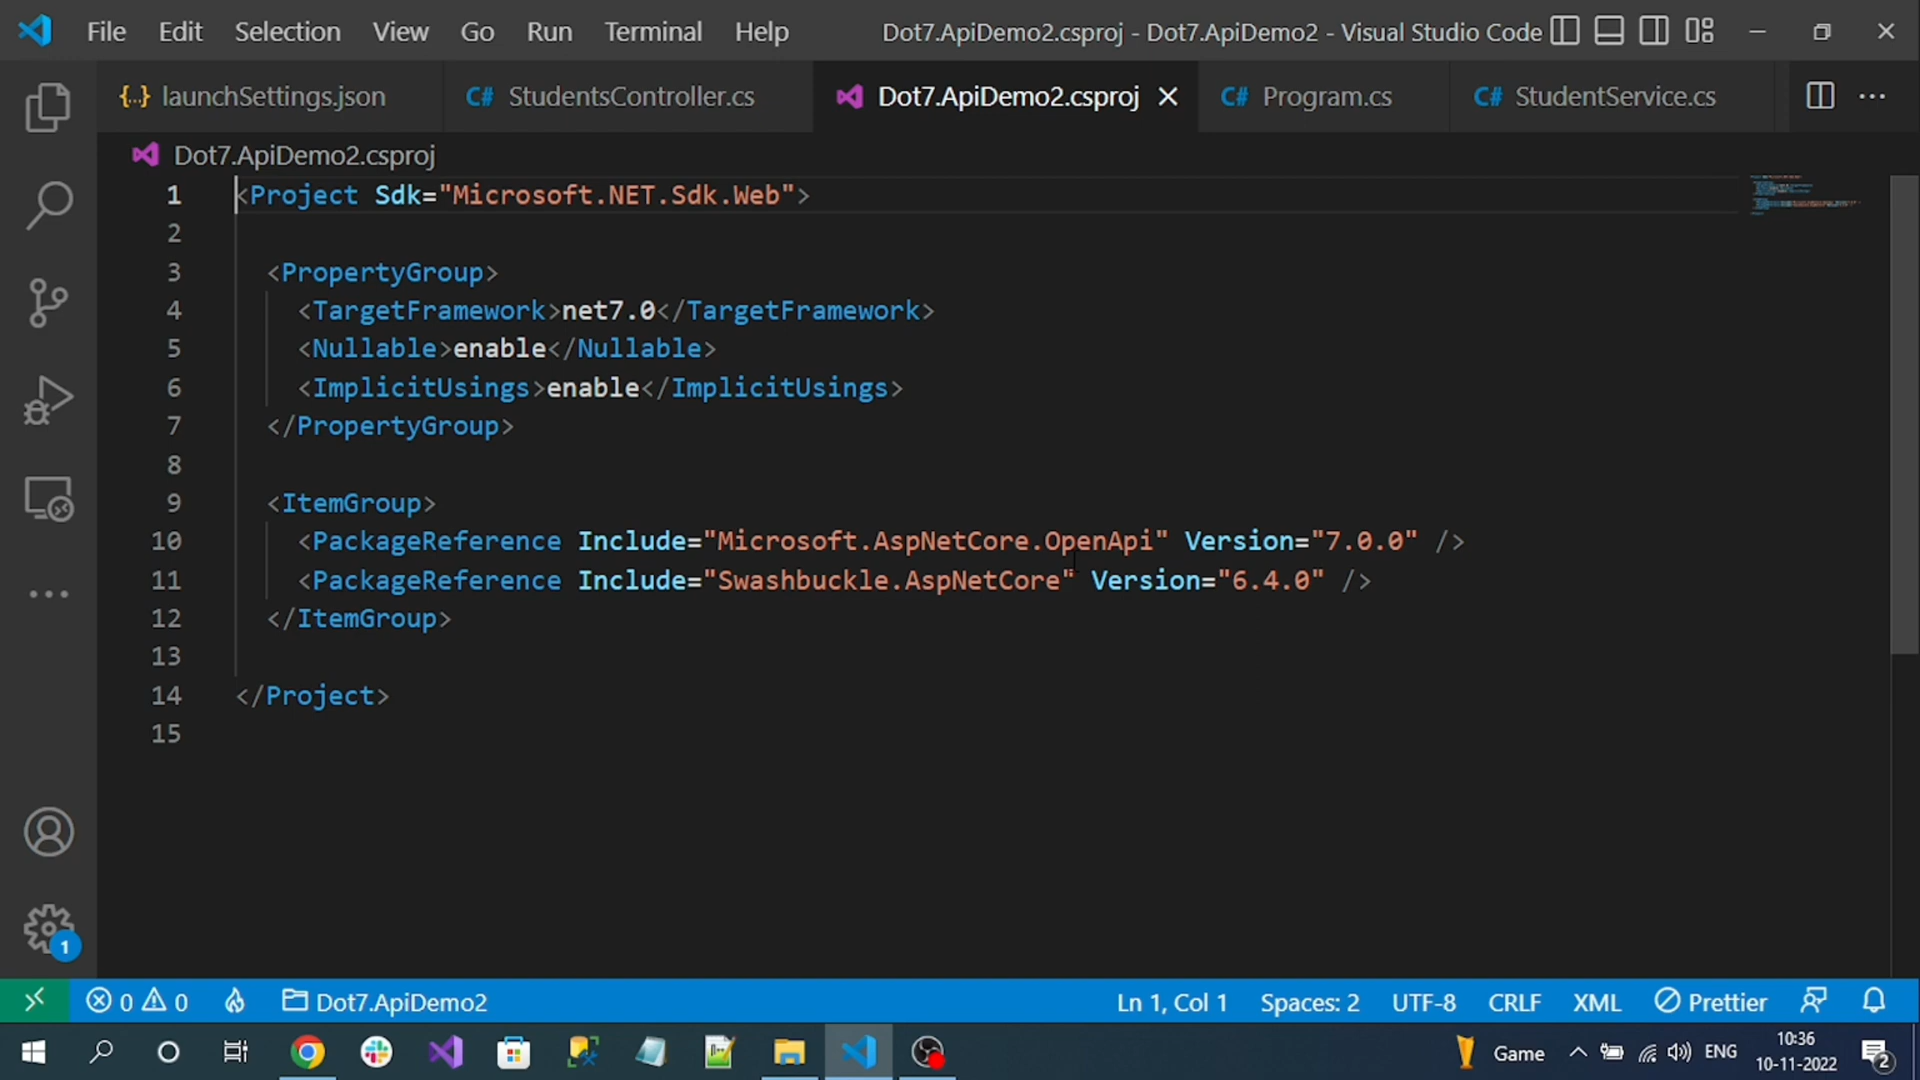 File Edit Selection View Go Run Terminal Help Dot7.ApiDemo2.csproj - Dot7.ApiDemo2 - Visual Studio Code
{..} launchSettings.json C# StudentsController.cs Dot7.ApiDemo2.csproj C# Program.cs C# StudentService.cs
Dot7.ApiDemo2.csproj
1 <Project Sdk="Microsoft.NET.Sdk.Web">
2
3 <PropertyGroup>
4 <TargetFramework>net7.0</TargetFramework>
5 <Nullable>enable</Nullable>
6 <ImplicitUsings>enable</ImplicitUsings>
7 </PropertyGroup>
8
9 <ItemGroup>
10 <PackageReference Include="Microsoft.AspNetCore.OpenApi" Version="7.0.0" />
11 <PackageReference Include="Swashbuckle.AspNetCore" Version="6.4.0" />
12 </ItemGroup>
13
14 </Project>
15
1
0 0 Dot7.ApiDemo2 Ln 1, Col 1 Spaces: 2 UTF-8 CRLF XML Prettier
Game ENG 10:36
10-11-2022 2